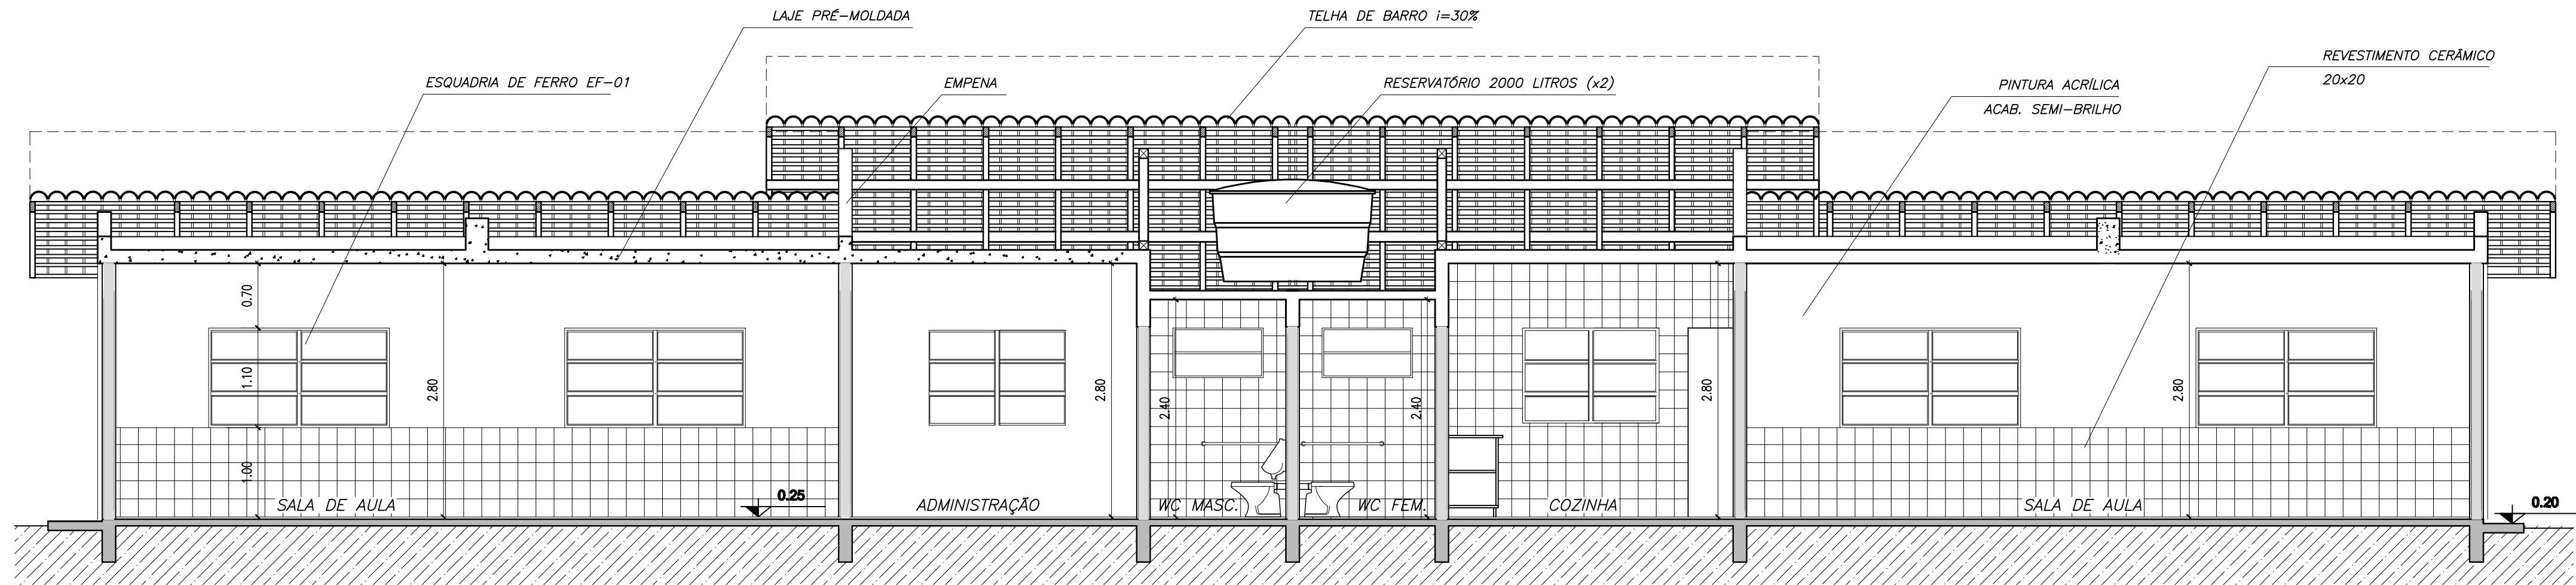 LAJE PRÉ-MOLDADA
TELHA DE BARRO i=30%
REVESTIMENTO CERÂMICO
20x20
ESQUADRIA DE FERRO EF-01
EMPENA
RESERVATÓRIO 2000 LITROS (x2)
PINTURA ACRÍLICA
ACAB. SEMI-BRILHO
0.70
1.10
1.00
2.80
2.80
2.40
2.40
2.80
2.80
SALA DE AULA
0.25
ADMINISTRAÇÃO
WC MASC.
WC FEM.
COZINHA
SALA DE AULA
0.20